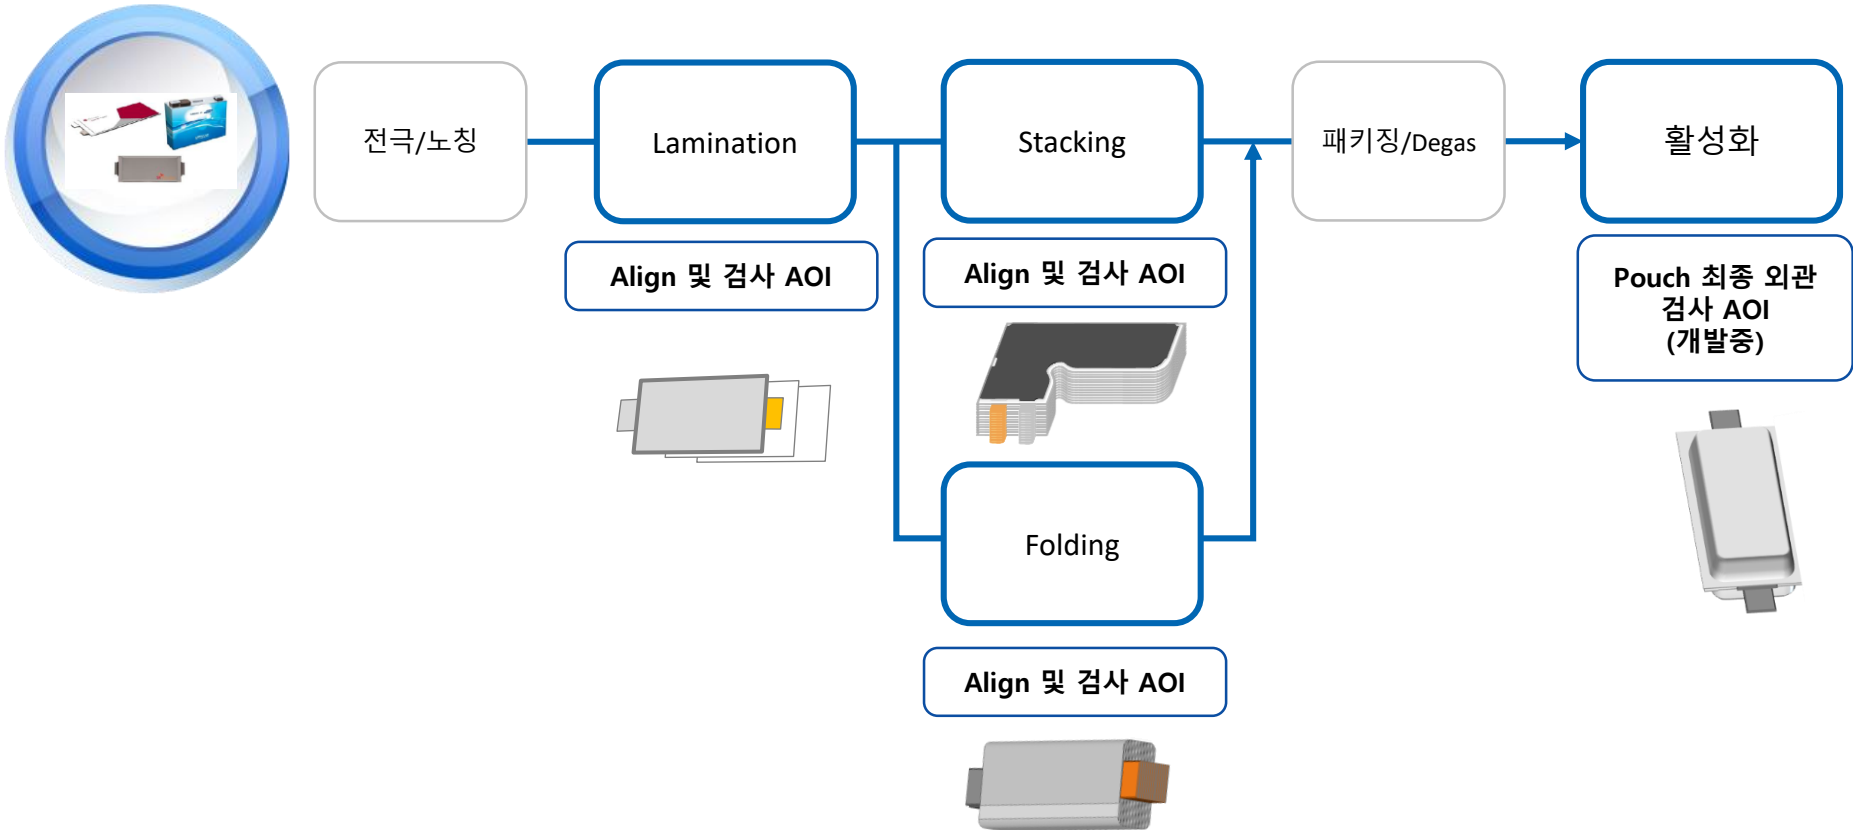 전극/노칭
Lamination
Stacking
패키징/Degas
활성화
Align 및 검사 AOI
Align 및 검사 AOI
Pouch 최종 외관
검사 AOI
(개발중)
Folding
Align 및 검사 AOI